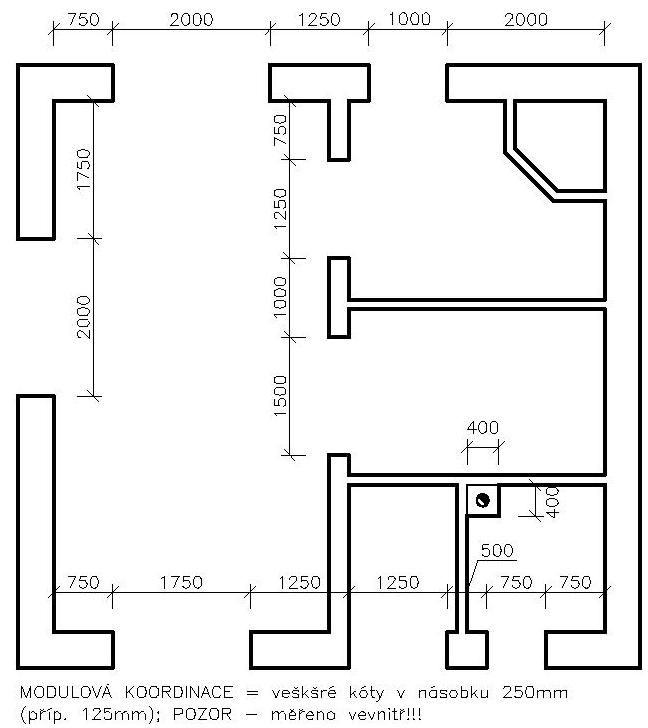 750 2000 1250 1000 2000
750
1750
1250
1000
2000
1500
400
400
500
750 1750 1250 1250 750 750
MODULOVÁ KOORDINACE = veškšré kóty v násobku 250mm
(příp. 125mm); POZOR – měřeno vevnitř!!!